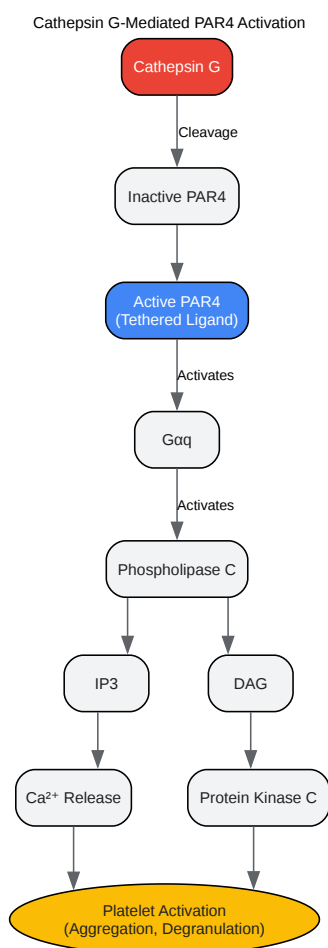 Cathepsin G-Mediated PAR4 Activation
Cathepsin G
Cleavage
Inactive PAR4
Active PAR4
(Tethered Ligand)
Activates
Gαq
Activates
Phospholipase C
IP3
DAG
Ca²⁺ Release
Protein Kinase C
Platelet Activation
(Aggregation, Degranulation)